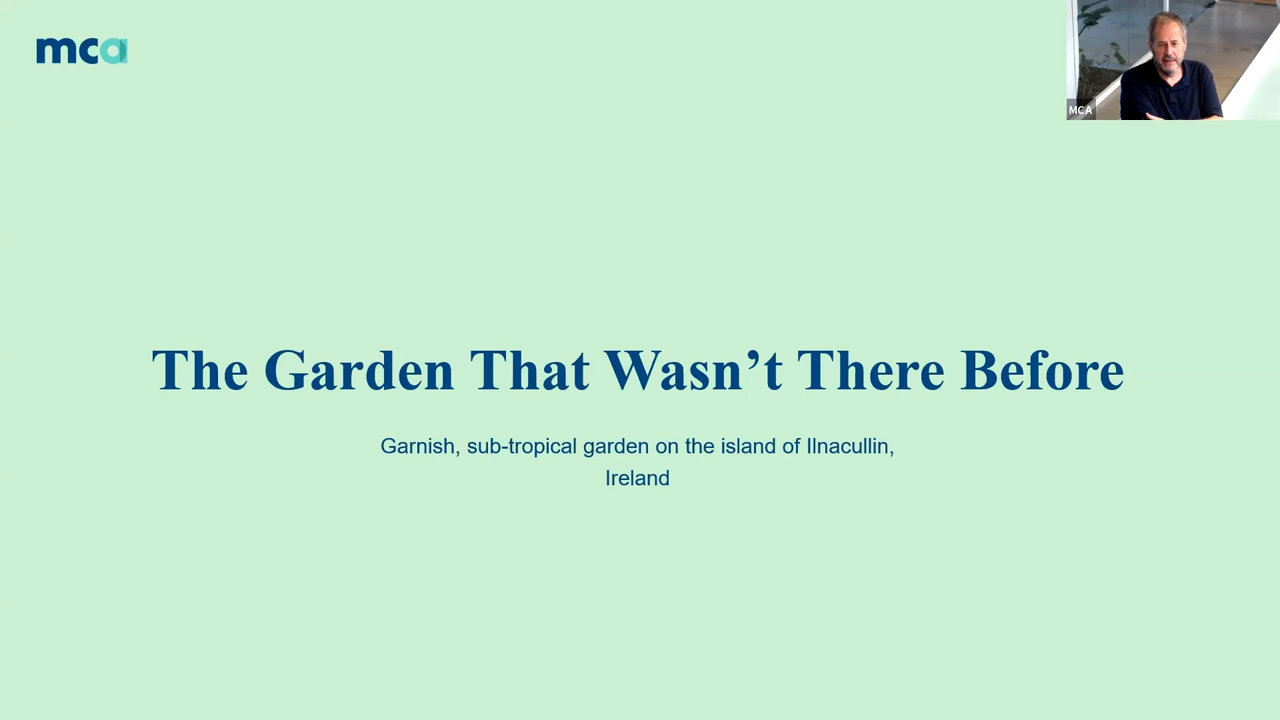 mca
MCA
The Garden That Wasn’t There Before
Garnish, sub-tropical garden on the island of Ilnacullin,
Ireland